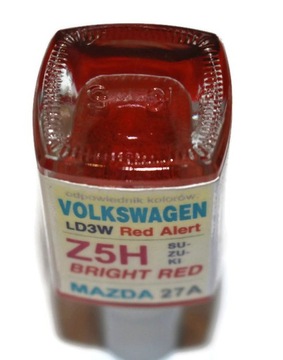 odpowiednik kolorów
VOLKSWAGEN
LD3W Red Alert
Z5H SU-ZU-KI
BRIGHT RED
MAZDA 27A